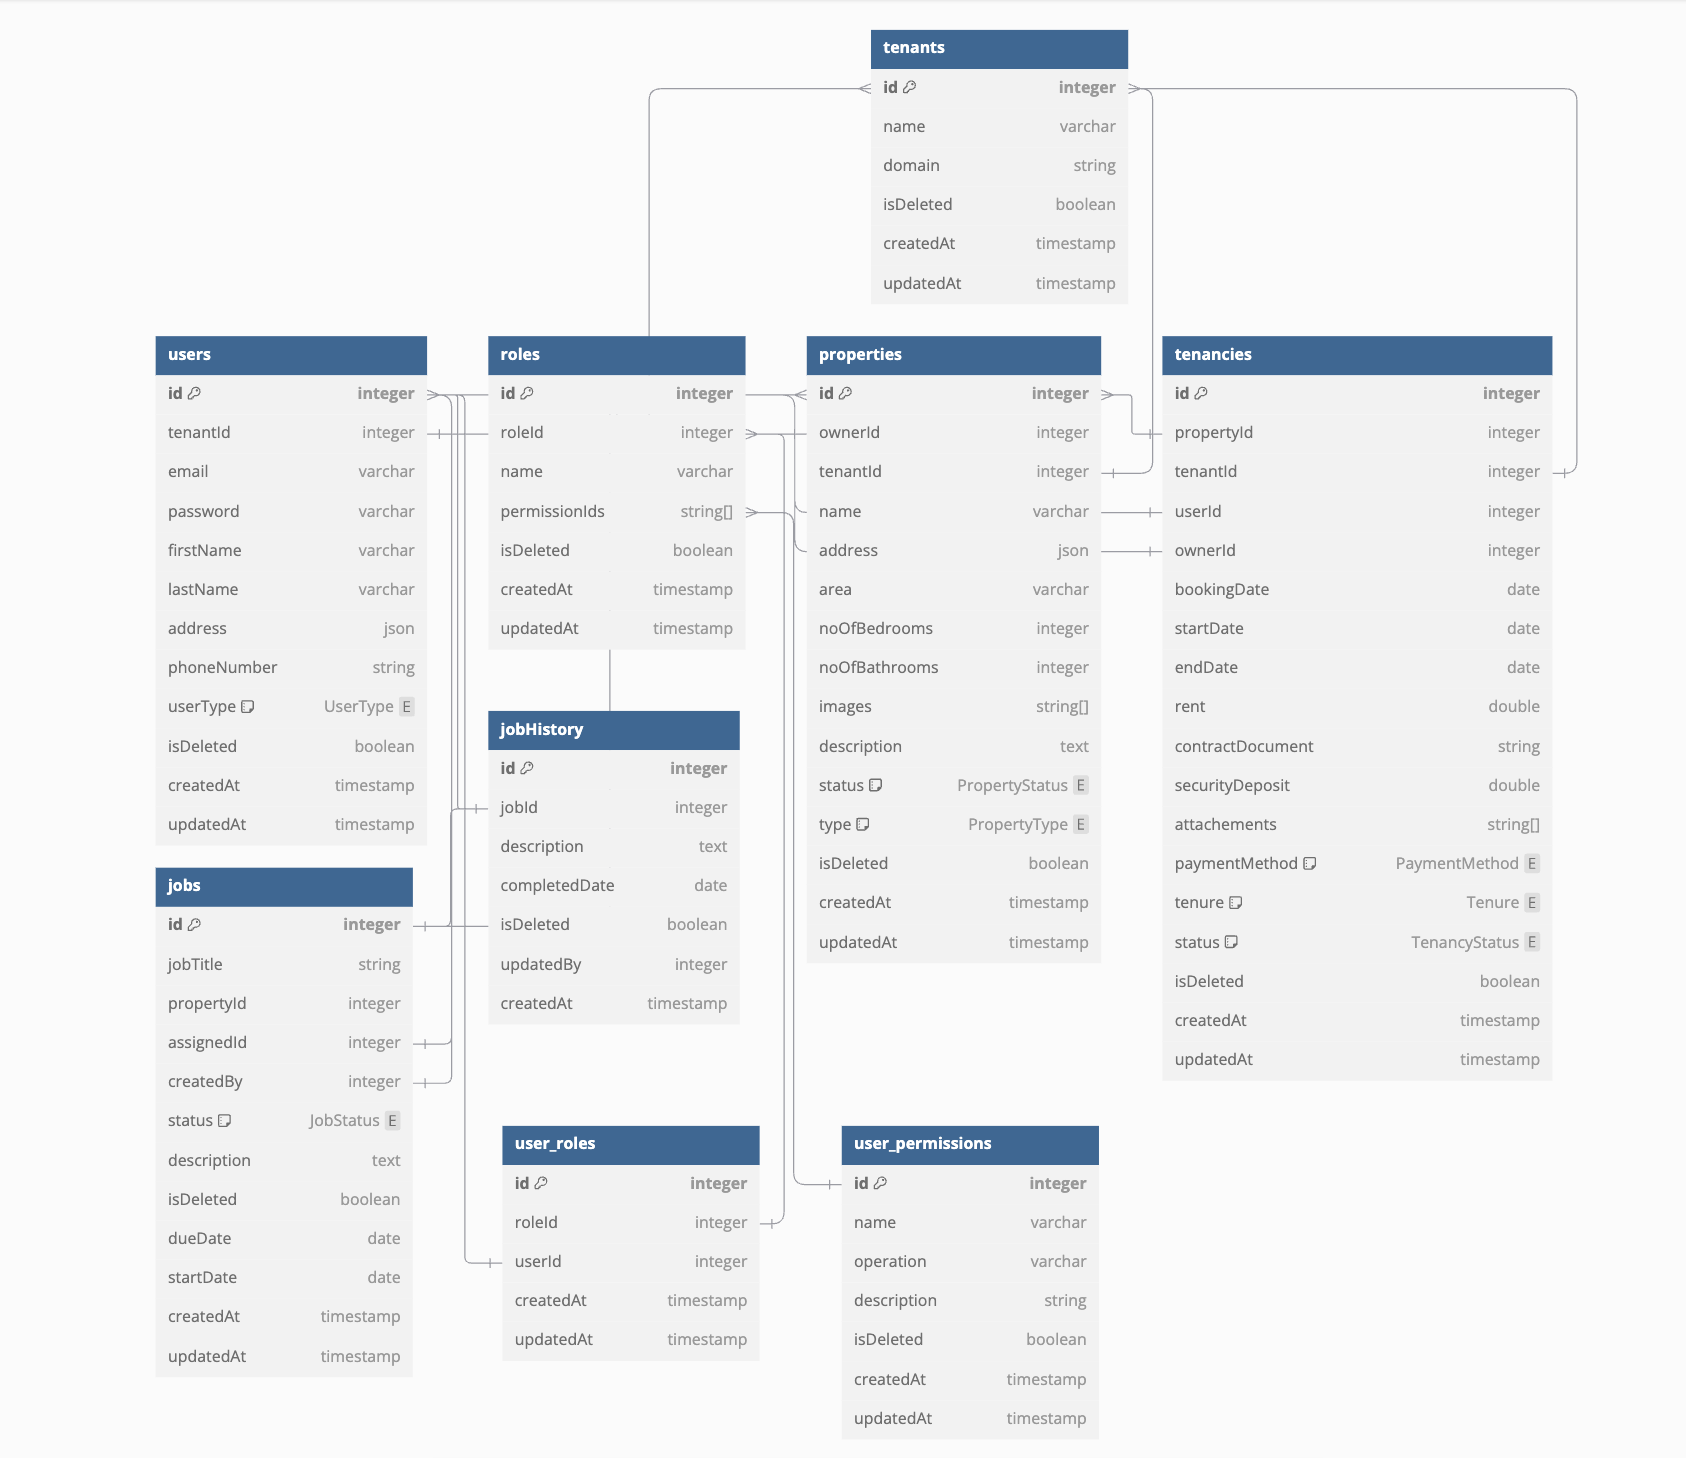 tenants
id integer
name varchar
domain string
isDeleted boolean
createdAt timestamp
updatedAt timestamp
users
id integer
tenantId integer
email varchar
password varchar
firstName varchar
lastName varchar
address json
phoneNumber string
userType UserType E
isDeleted boolean
createdAt timestamp
updatedAt timestamp
roles
id integer
roleId integer
name varchar
permissionIds string[]
isDeleted boolean
createdAt timestamp
updatedAt timestamp
properties
id integer
ownerId integer
tenantId integer
name varchar
address json
area varchar
noOfBedrooms integer
noOfBathrooms integer
images string[]
description text
status PropertyStatus E
type PropertyType E
isDeleted boolean
createdAt timestamp
updatedAt timestamp
tenancies
id integer
propertyId integer
tenantId integer
userId integer
ownerId integer
bookingDate date
startDate date
endDate date
rent double
contractDocument string
securityDeposit double
attachements string[]
paymentMethod PaymentMethod E
tenure Tenure E
status TenancyStatus E
isDeleted boolean
createdAt timestamp
updatedAt timestamp
jobHistory
id integer
jobId integer
description text
completedDate date
isDeleted boolean
updatedBy integer
createdAt timestamp
jobs
id integer
jobTitle string
propertyId integer
assignedId integer
createdBy integer
status JobStatus E
description text
isDeleted boolean
dueDate date
startDate date
createdAt timestamp
updatedAt timestamp
user_roles
id integer
roleId integer
userId integer
createdAt timestamp
updatedAt timestamp
user_permissions
id integer
name varchar
operation varchar
description string
isDeleted boolean
createdAt timestamp
updatedAt timestamp